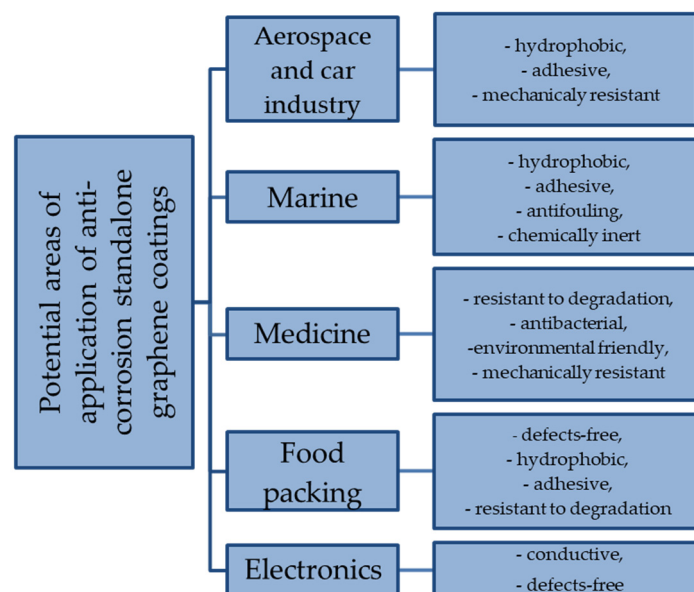 Potential areas of
application of anti-
corrosion standalone
graphene coatings
Aerospace
and car
industry
- hydrophobic,
- adhesive,
- mechanicaly resistant
Marine
- hydrophobic,
- adhesive,
- antifouling,
- chemically inert
Medicine
- resistant to degradation,
- antibacterial,
-environmental friendly,
- mechanically resistant
Food
packing
- defects-free,
- hydrophobic,
- adhesive,
- resistant to degradation
Electronics
- conductive,
- defects-free